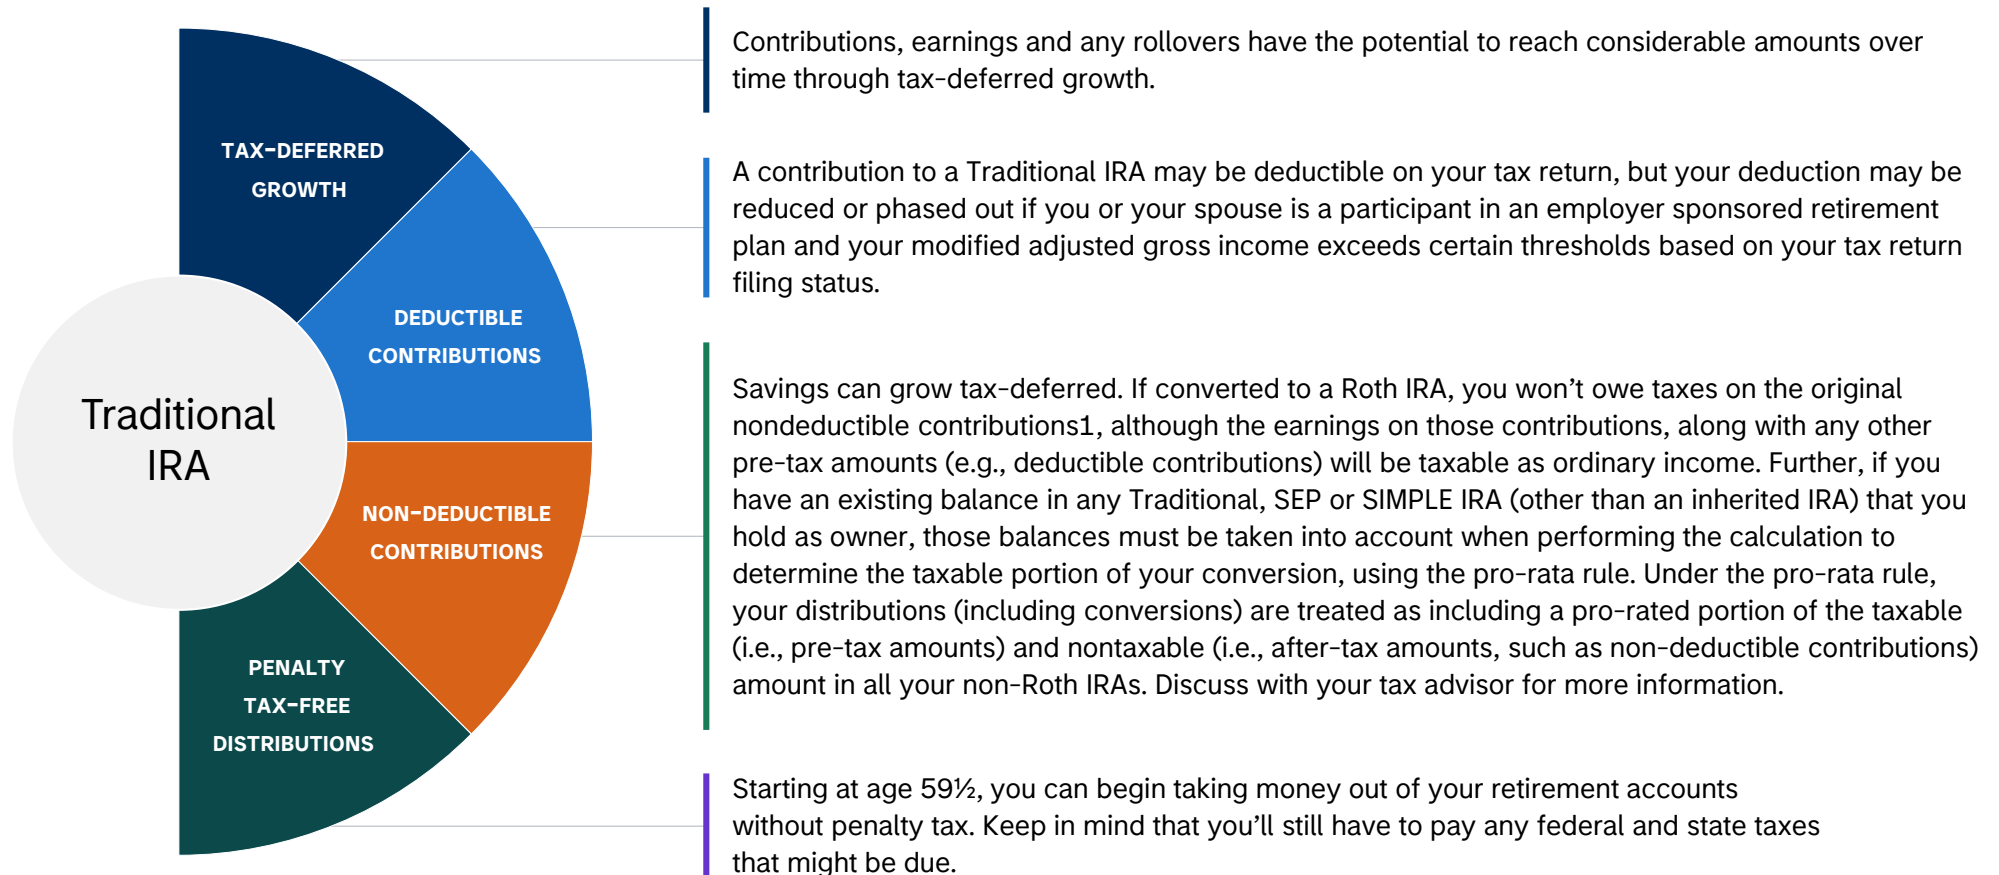 Traditional
IRA
TAX-DEFERRED
GROWTH
Contributions, earnings and any rollovers have the potential to reach considerable amounts over
time through tax-deferred growth.
DEDUCTIBLE
CONTRIBUTIONS
A contribution to a Traditional IRA may be deductible on your tax return, but your deduction may be
reduced or phased out if you or your spouse is a participant in an employer sponsored retirement
plan and your modified adjusted gross income exceeds certain thresholds based on your tax return
filing status.
NON-DEDUCTIBLE
CONTRIBUTIONS
Savings can grow tax-deferred. If converted to a Roth IRA, you won’t owe taxes on the original
nondeductible contributions1, although the earnings on those contributions, along with any other
pre-tax amounts (e.g., deductible contributions) will be taxable as ordinary income. Further, if you
have an existing balance in any Traditional, SEP or SIMPLE IRA (other than an inherited IRA) that you
hold as owner, those balances must be taken into account when performing the calculation to
determine the taxable portion of your conversion, using the pro-rata rule. Under the pro-rata rule,
your distributions (including conversions) are treated as including a pro-rated portion of the taxable
(i.e., pre-tax amounts) and nontaxable (i.e., after-tax amounts, such as non-deductible contributions)
amount in all your non-Roth IRAs. Discuss with your tax advisor for more information.
PENALTY
TAX-FREE
DISTRIBUTIONS
Starting at age 59½, you can begin taking money out of your retirement accounts
without penalty tax. Keep in mind that you’ll still have to pay any federal and state taxes
that might be due.